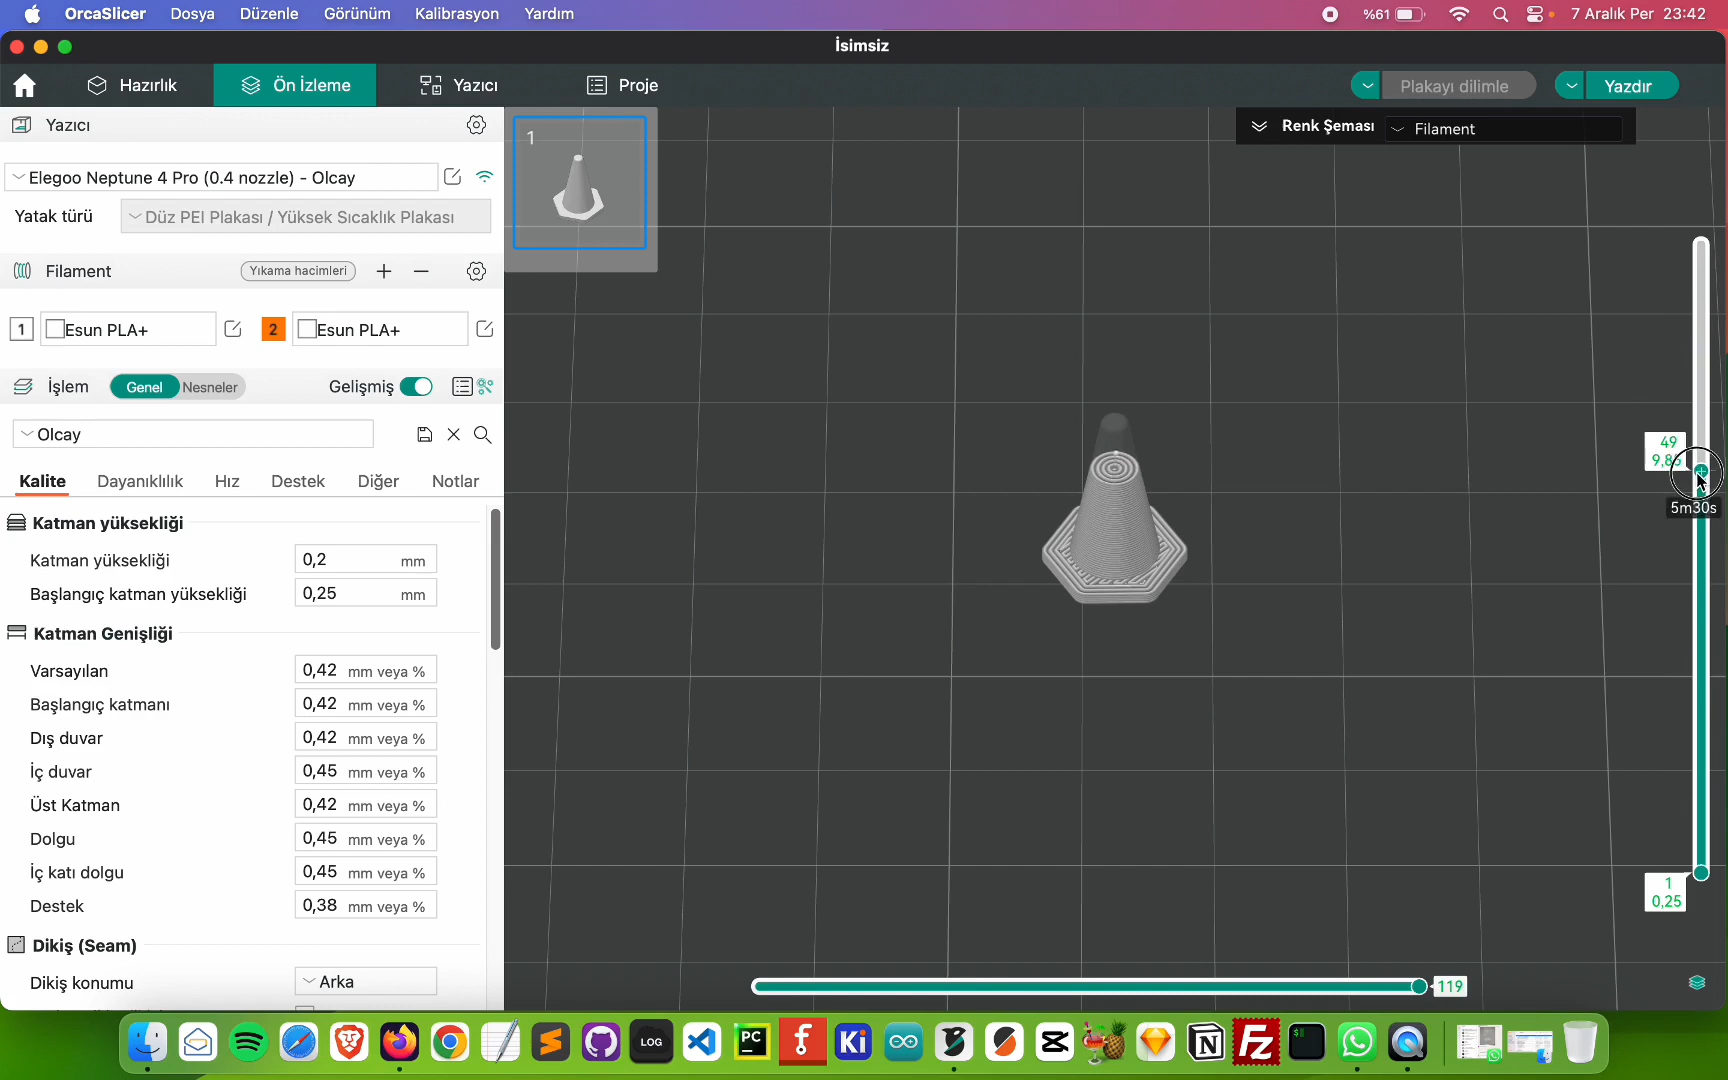 OrcaSlicer Dosya Düzenle Görünüm Kalibrasyon Yardım %61 7 Aralık Per 23:42
İsimsiz
Hazırlık Ön İzleme Yazıcı Proje Plakayı dilimle Yazdır
Yazıcı
1
Renk Şeması Filament
Elegoo Neptune 4 Pro (0.4 nozzle) - Olcay
Yatak türü Düz PEI Plakası / Yüksek Sıcaklık Plakası
Filament Yıkama hacimleri + −
1 Esun PLA+ 2 Esun PLA+
İşlem Genel Nesneler Gelişmiş
Olcay
Kalite Dayanıklılık Hız Destek Diğer Notlar
49
5m30s
Katman yüksekliği
Katman yüksekliği 0,2 mm
Başlangıç katman yüksekliği 0,25 mm
Katman Genişliği
Varsayılan 0,42 mm veya %
Başlangıç katmanı 0,42 mm veya %
Dış duvar 0,42 mm veya %
İç duvar 0,45 mm veya %
Üst Katman 0,42 mm veya %
Dolgu 0,45 mm veya %
İç katı dolgu 0,45 mm veya %
Destek 0,38 mm veya %
1
0,25
Dikiş (Seam)
Dikiş konumu Arka
119
LOG PC f Ki N FZ $